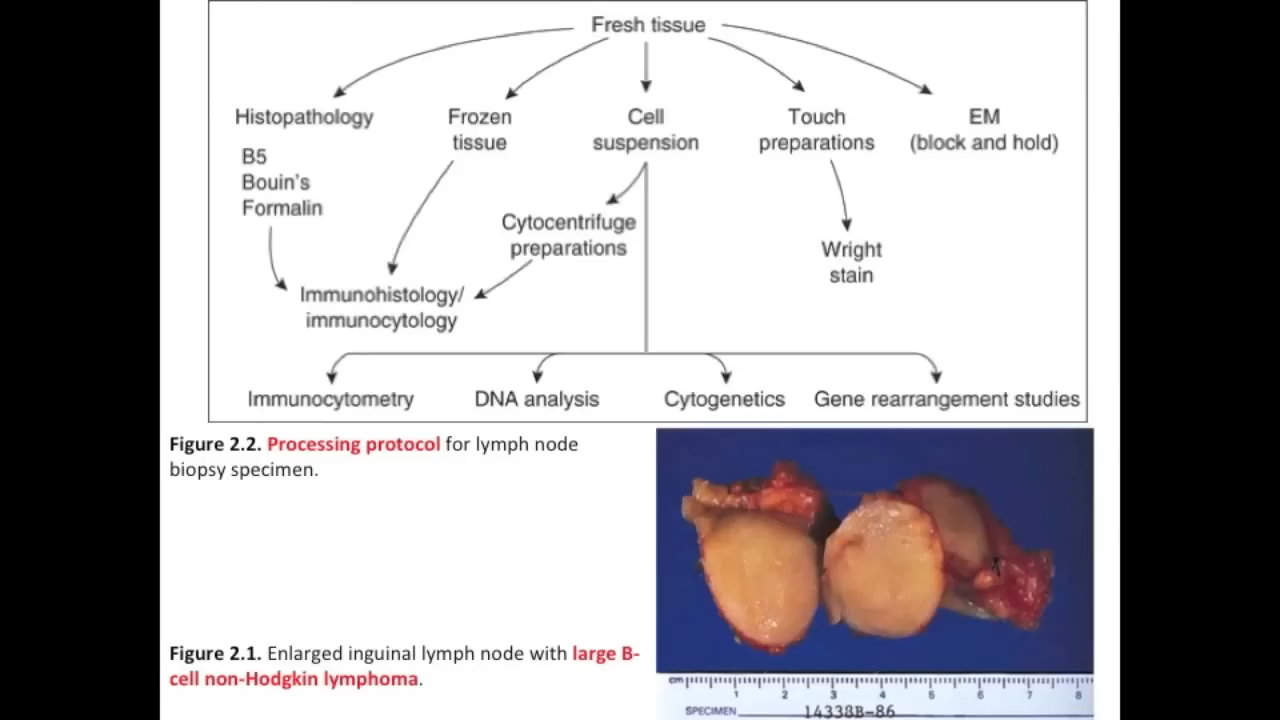 Fresh tissue
Histopathology
B5
Bouin's
Formalin
Frozen
tissue
Cell
suspension
Touch
preparations
EM
(block and hold)
Cytocentrifuge
preparations
Wright
stain
Immunohistology/
immunocytology
Immunocytometry
DNA analysis
Cytogenetics
Gene rearrangement studies
Figure 2.2. Processing protocol for lymph node
biopsy specimen.
Figure 2.1. Enlarged inguinal lymph node with large B-
cell non-Hodgkin lymphoma.
cm
1 2 3 4 5 6 7 8
SPECIMEN 14338B-86